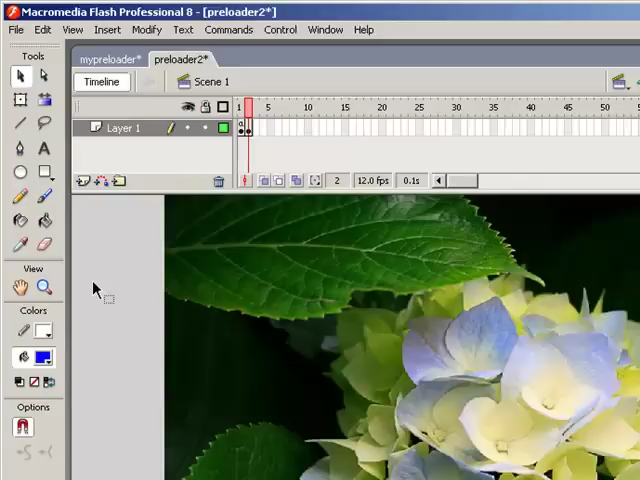 Macromedia Flash Professional 8 - [preloader2*]
File Edit View Insert Modify Text Commands Control Window Help
Tools
mypreloader* preloader2*
Timeline Scene 1
1 5 10 15 20 25 30 35 40 45 50
Layer 1
2 12.0 fps 0.1s
A
View
Colors
Options